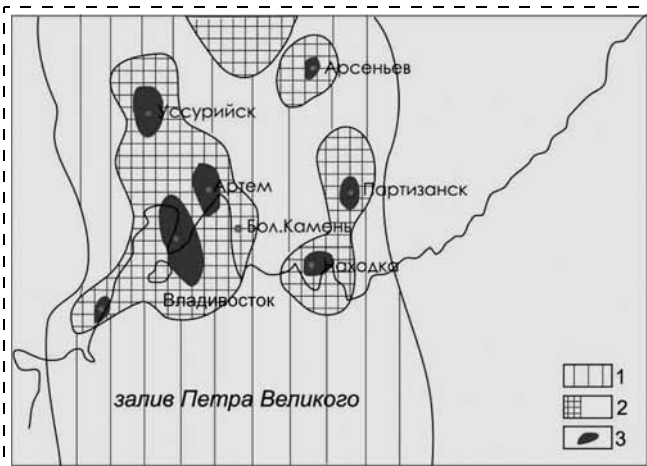 Арсеньев
Уссурийск
Артем
Партизанск
Бол.Камень
Находка
Владивосток
залив Петра Великого
1
2
3